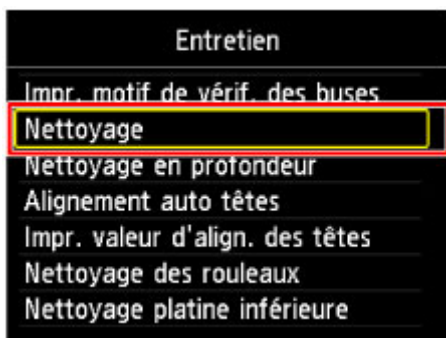 Entretien
Impr. motif de vérif. des buses
Nettoyage
Nettoyage en profondeur
Alignement auto têtes
Impr. valeur d'align. des têtes
Nettoyage des rouleaux
Nettoyage platine inférieure